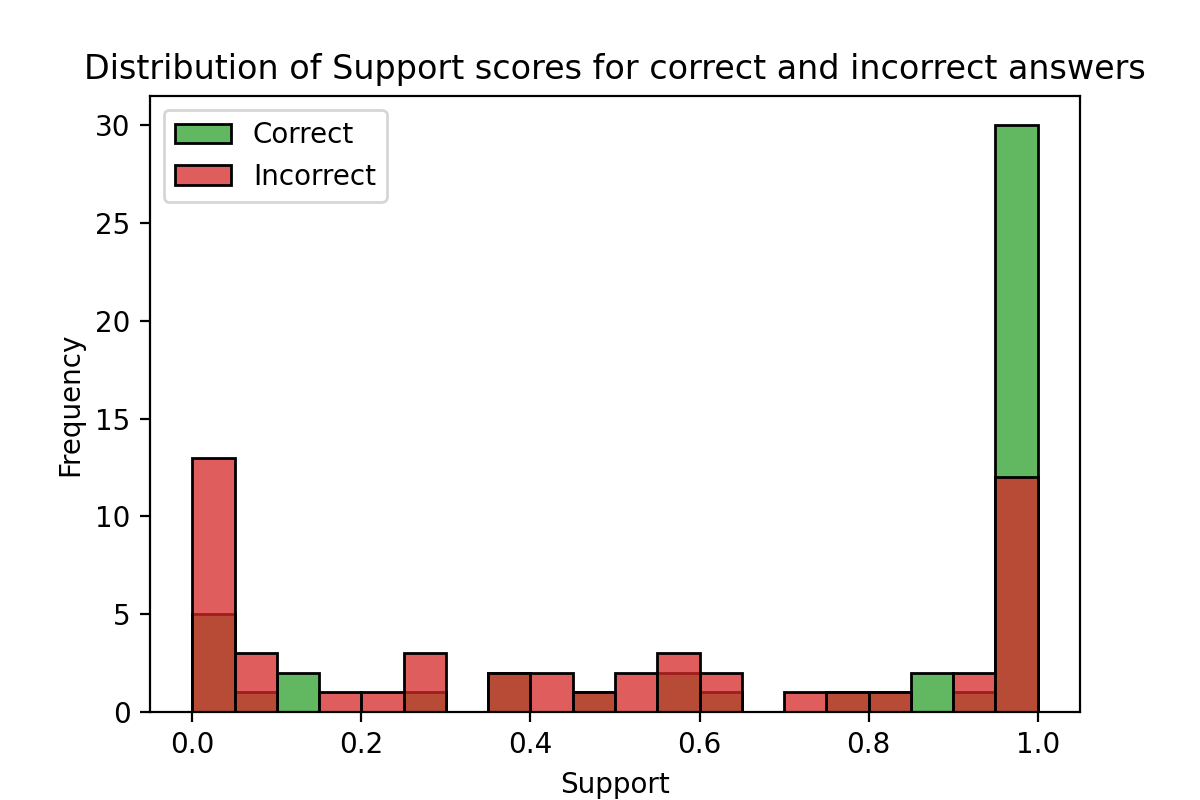 Distribution of Support scores for correct and incorrect answers
Correct
Incorrect
30
25
20
15
10
5
0
Frequency
0.0 0.2 0.4 0.6 0.8 1.0
Support